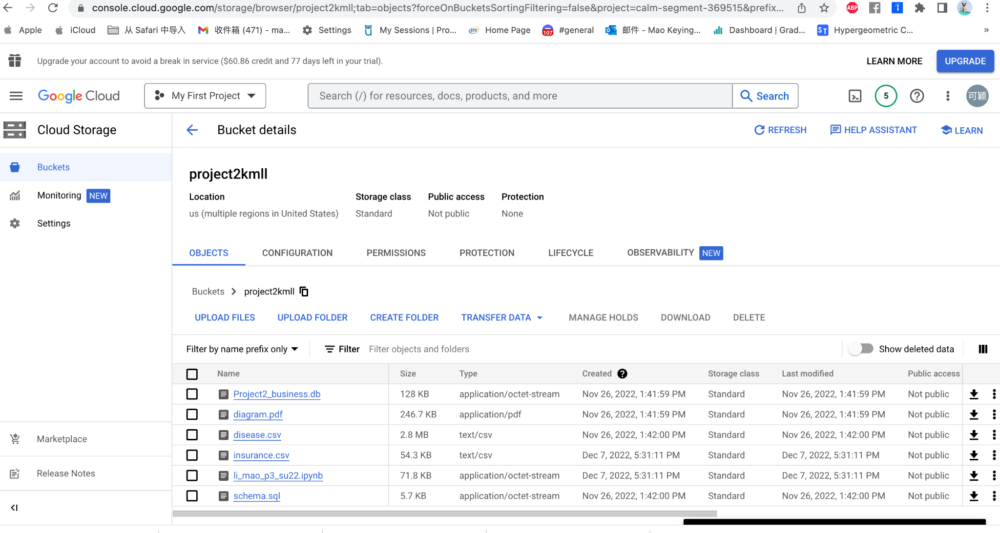 console.cloud.google.com/storage/browser/project2kmll;tab=objects?forceOnBucketsSortingFiltering=false&project=calm-segment-369515&prefix...
ABP
Apple iCloud 从 Safari 中导入 收件箱 (471) - ma... Settings My Sessions | Pro... ETS Home Page 107 #general 邮件 - Mao Keying... Dashboard | Grad... ST Hypergeometric C... »
Upgrade your account to avoid a break in service ($60.86 credit and 77 days left in your trial). LEARN MORE UPGRADE
Google Cloud My First Project Search (/) for resources, docs, products, and more Search 5 可颖
Cloud Storage Bucket details REFRESH HELP ASSISTANT LEARN
Buckets
Monitoring NEW
Settings
Marketplace
Release Notes
project2kmll
Location Storage class Public access Protection
us (multiple regions in United States) Standard Not public None
OBJECTS CONFIGURATION PERMISSIONS PROTECTION LIFECYCLE OBSERVABILITY NEW
Buckets > project2kmll
UPLOAD FILES UPLOAD FOLDER CREATE FOLDER TRANSFER DATA MANAGE HOLDS DOWNLOAD DELETE
Filter by name prefix only Filter Filter objects and folders Show deleted data
Name Size Type Created Storage class Last modified Public access
Project2_business.db 128 KB application/octet-stream Nov 26, 2022, 1:41:59 PM Standard Nov 26, 2022, 1:41:59 PM Not public
diagram.pdf 246.7 KB application/pdf Nov 26, 2022, 1:41:59 PM Standard Nov 26, 2022, 1:41:59 PM Not public
disease.csv 2.8 MB text/csv Nov 26, 2022, 1:42:00 PM Standard Nov 26, 2022, 1:42:00 PM Not public
insurance.csv 54.3 KB text/csv Dec 7, 2022, 5:31:11 PM Standard Dec 7, 2022, 5:31:11 PM Not public
li_mao_p3_su22.ipynb 71.8 KB application/octet-stream Dec 7, 2022, 5:31:11 PM Standard Dec 7, 2022, 5:31:11 PM Not public
schema.sql 5.7 KB application/octet-stream Nov 26, 2022, 1:42:00 PM Standard Nov 26, 2022, 1:42:00 PM Not public